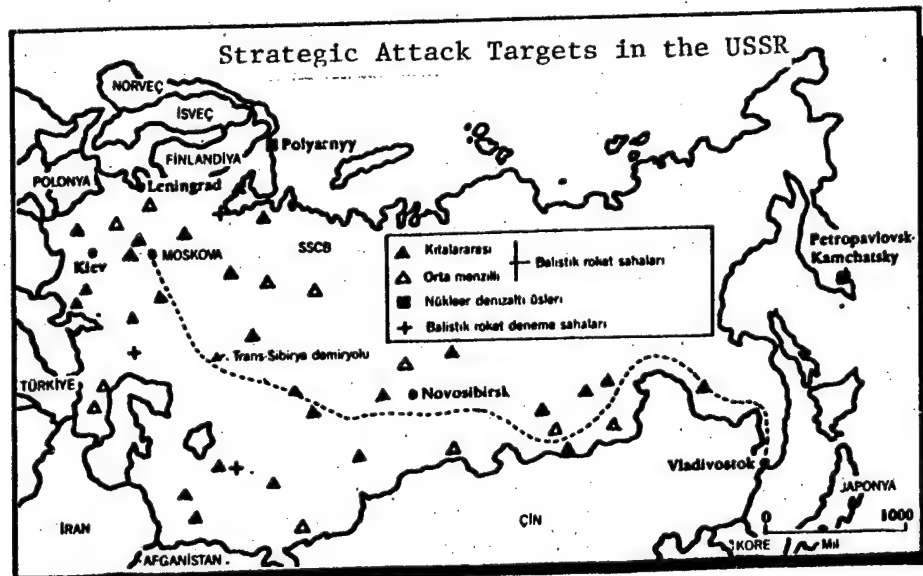 Strategic Attack Targets in the USSR
NORVEÇ
İSVEÇ
FİNLANDİYA
Polyarnyy
POLONYA
Leningrad
SSCB
Kiev
MOSKOVA
Kıtalararası
Orta menzilli
Balistik roket sahaları
Nükleer denizaltı üsleri
Balistik roket deneme sahaları
Petropavlovsk-
Kamchatsky
Trans-Sibirya demiryolu
TÜRKİYE
Novosibirsk
Vladivostok
JAPONYA
İRAN
ÇİN
0 1000
AFGANİSTAN
KORE
Mil